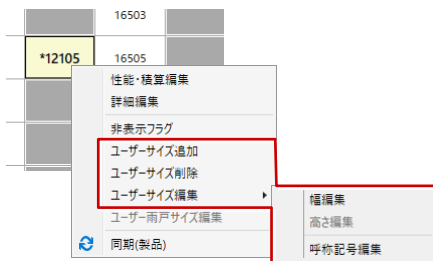 16503
*12105 16505
性能・積算編集
詳細編集
非表示フラグ
ユーザーサイズ追加
ユーザーサイズ削除
ユーザーサイズ編集
幅編集
ユーザー雨戸サイズ編集
高さ編集
同期(製品)
呼称記号編集